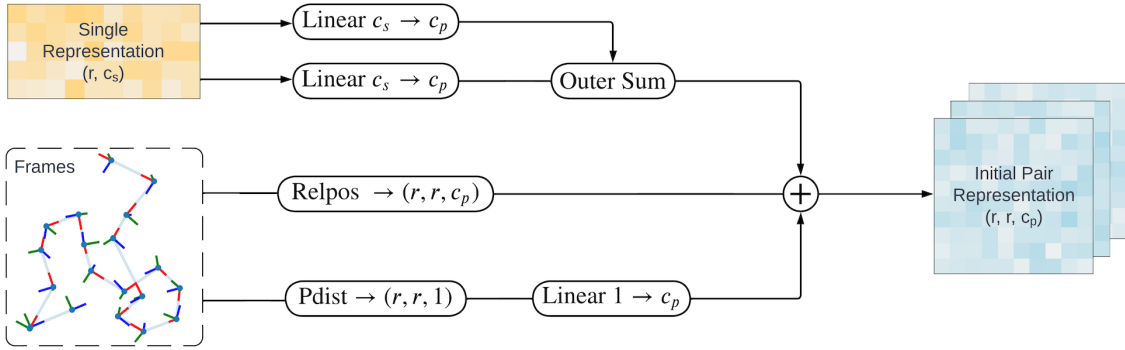 Single
Representation
(r, cₛ)
Linear cₛ → cₚ
Linear cₛ → cₚ
Outer Sum
Frames
Relpos → (r, r, cₚ)
Pdist → (r, r, 1)
Linear 1 → cₚ
+
Initial Pair
Representation
(r, r, cₚ)